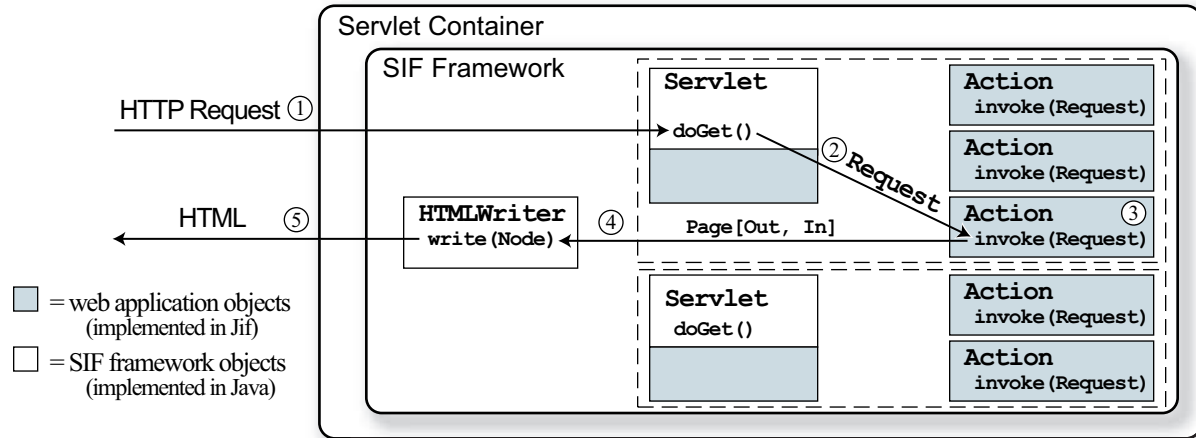 Servlet Container
SIF Framework
HTTP Request ①
Servlet
doGet()
② Request
Action
invoke(Request)
Action
invoke(Request)
Action ③
invoke(Request)
Page[Out, In]
④
HTMLWriter
write(Node)
HTML ⑤
Servlet
doGet()
Action
invoke(Request)
Action
invoke(Request)
= web application objects
(implemented in Jif)
= SIF framework objects
(implemented in Java)